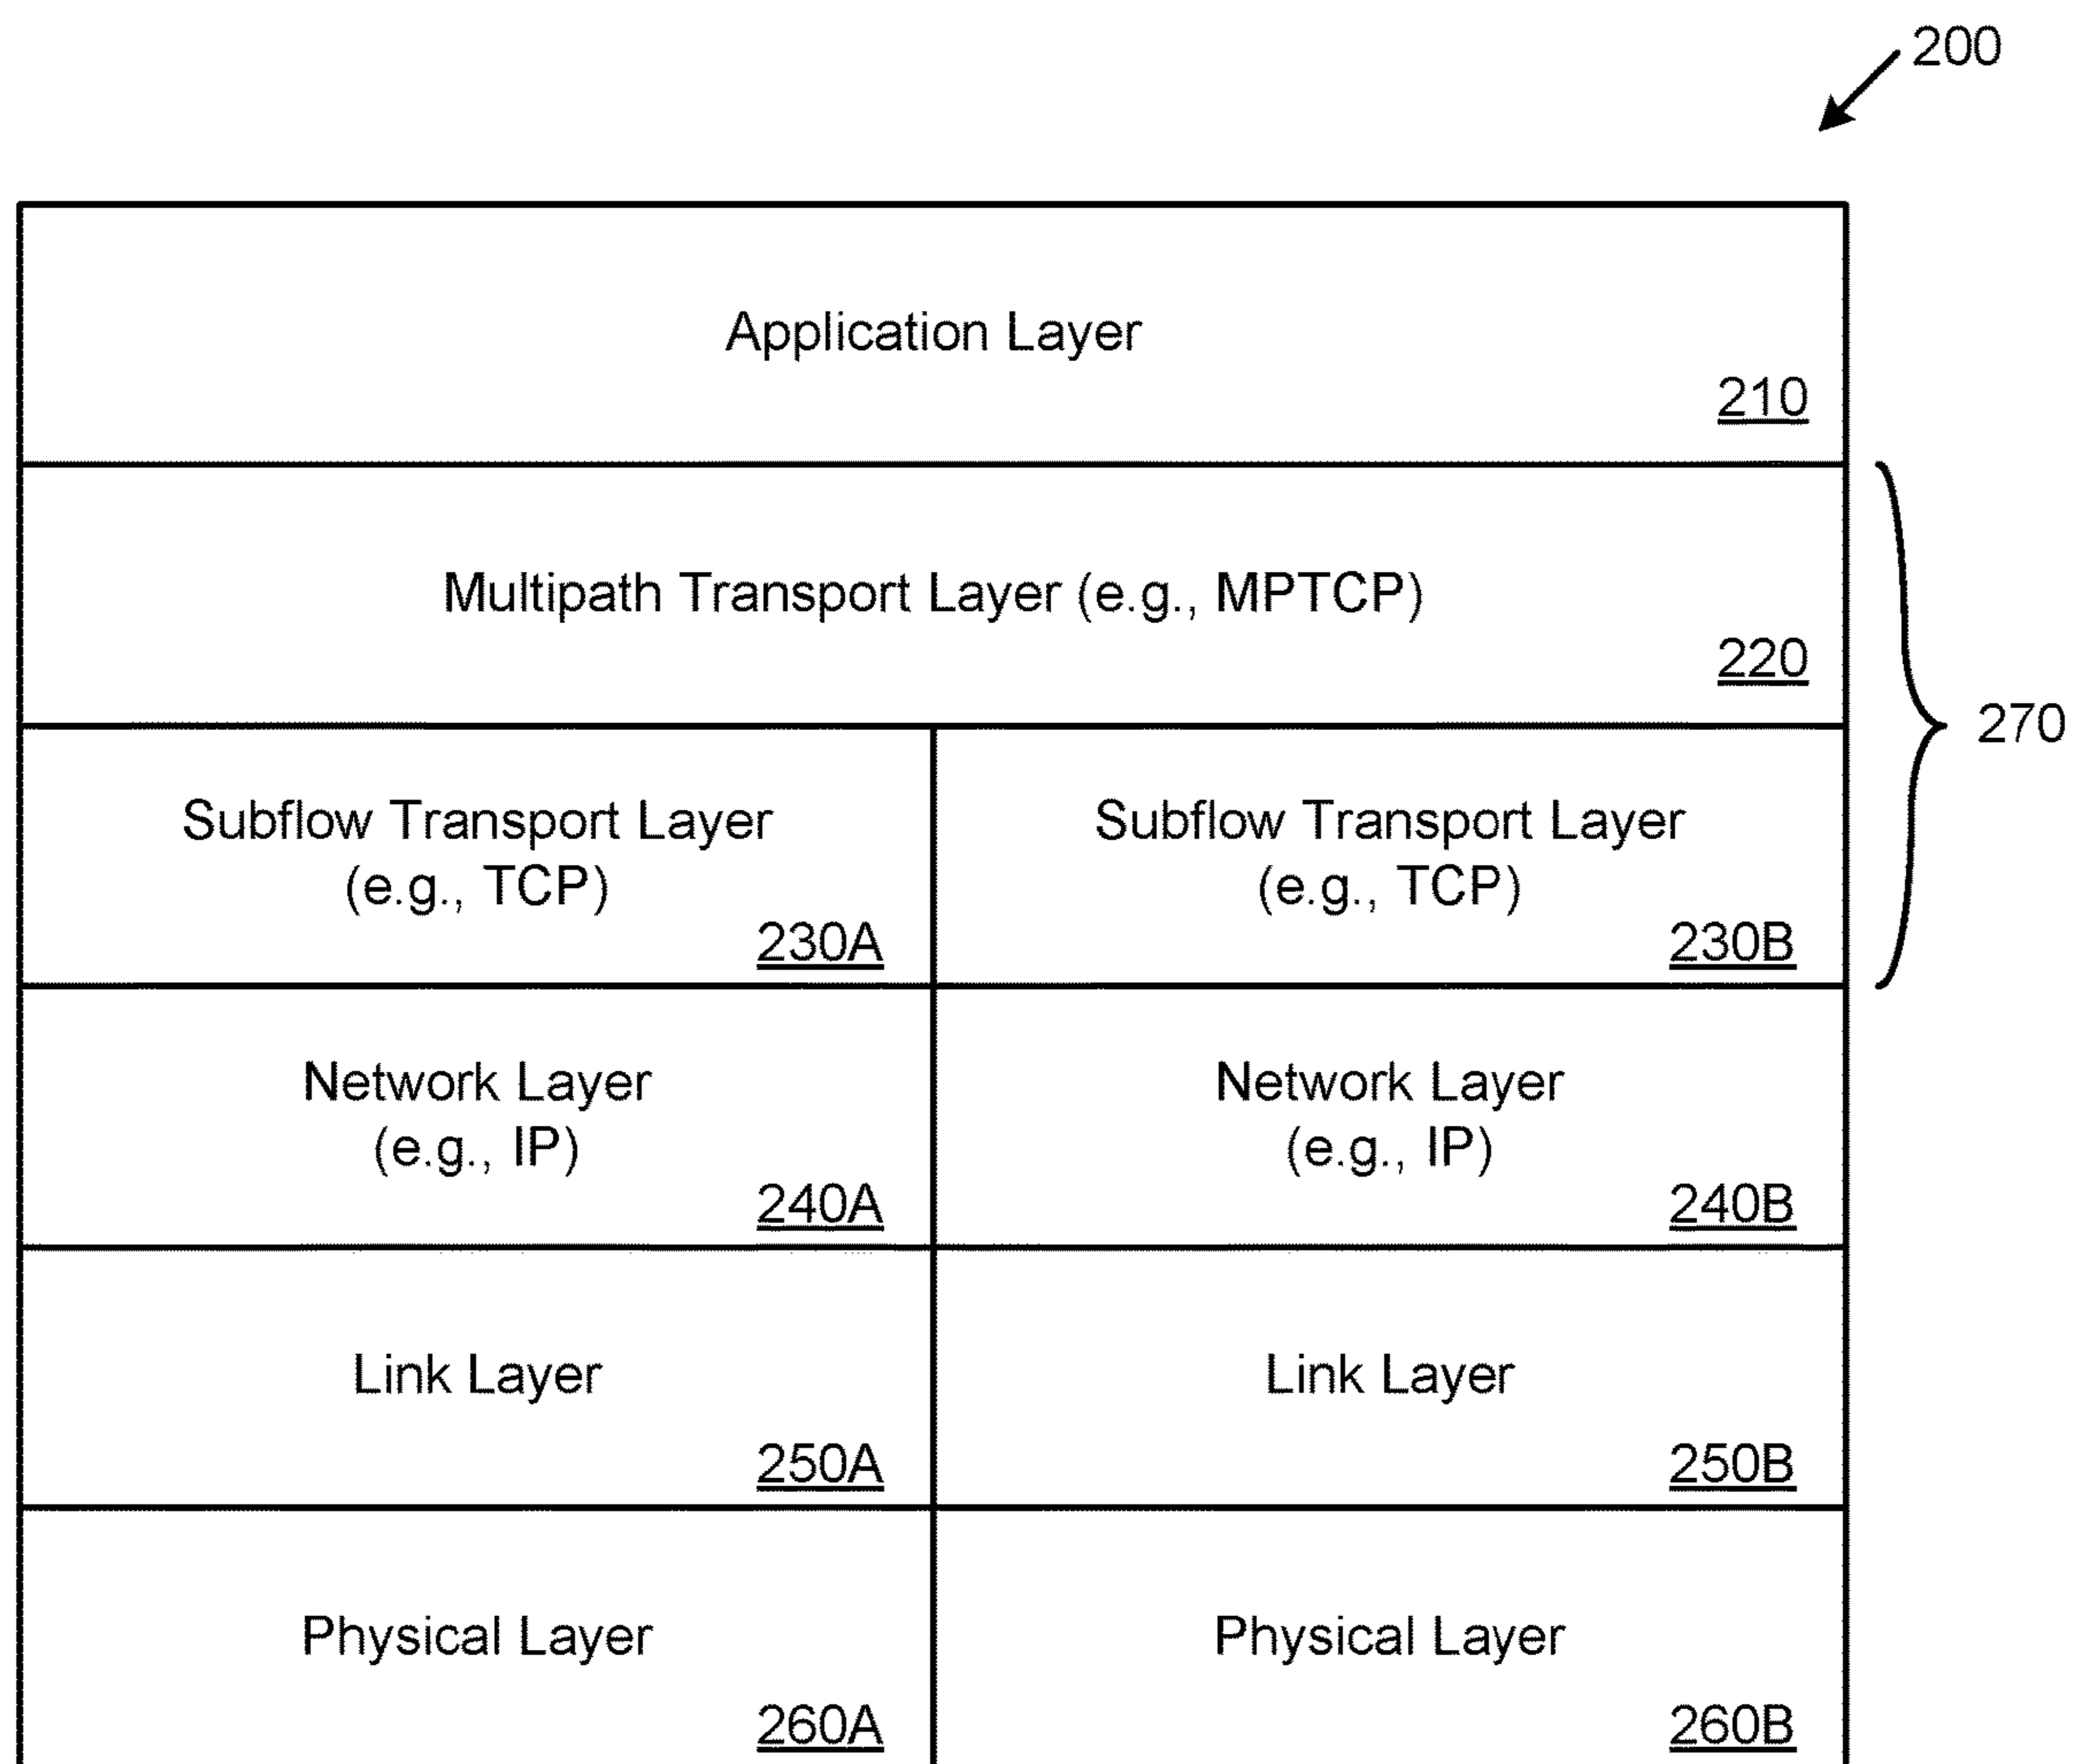 200
Application Layer
210
Multipath Transport Layer (e.g., MPTCP)
220
270
Subflow Transport Layer
(e.g., TCP)
230A
Subflow Transport Layer
(e.g., TCP)
230B
Network Layer
(e.g., IP)
240A
Network Layer
(e.g., IP)
240B
Link Layer
250A
Link Layer
250B
Physical Layer
260A
Physical Layer
260B